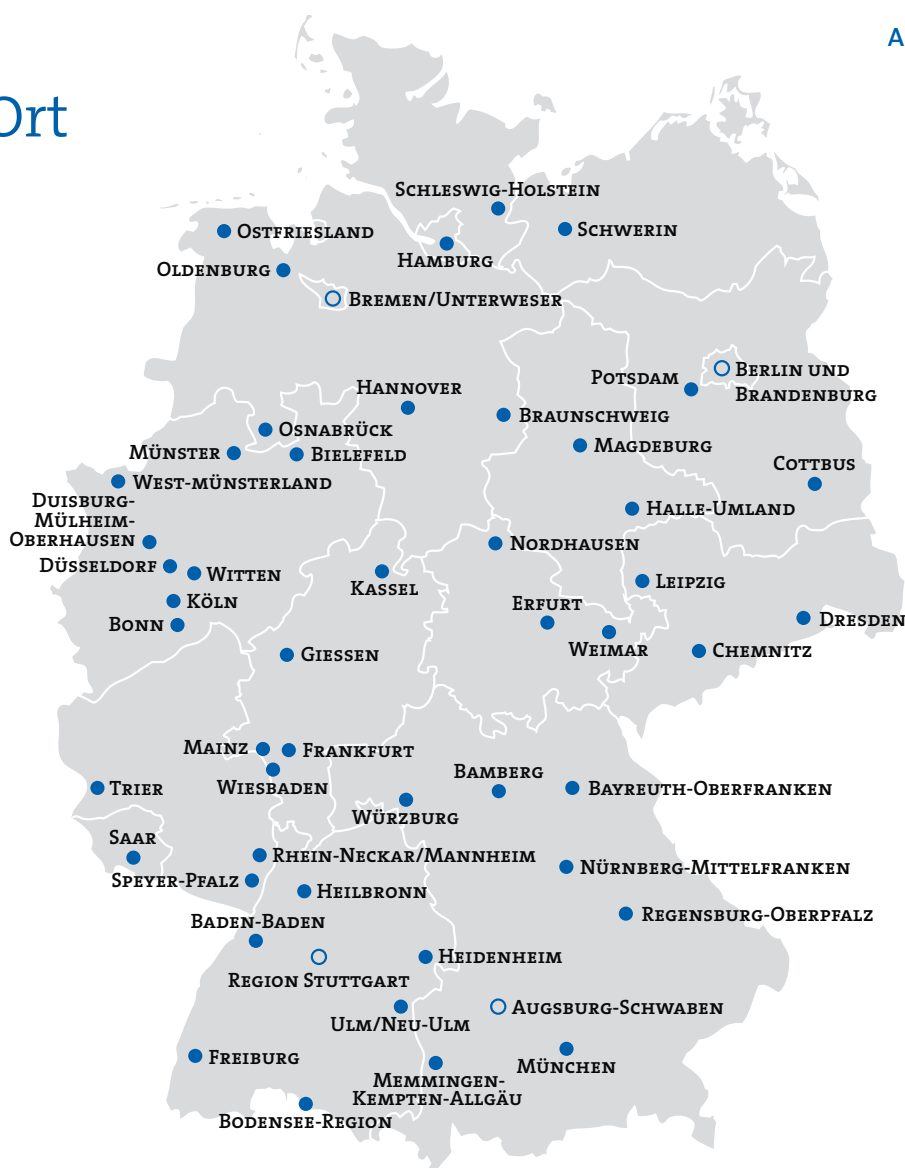 A
Ort
Schleswig-Holstein
Ostfriesland
Schwerin
Hamburg
Oldenburg
Bremen/Unterweser
Berlin und
Brandenburg
Potsdam
Hannover
Braunschweig
Osnabrück
Magdeburg
Münster
Bielefeld
Cottbus
West-münsterland
Duisburg-
Mülheim-
Oberhausen
Halle-Umland
Nordhausen
Düsseldorf
Witten
Kassel
Leipzig
Köln
Erfurt
Dresden
Bonn
Weimar
Chemnitz
Giessen
Mainz
Frankfurt
Wiesbaden
Trier
Bamberg
Bayreuth-Oberfranken
Würzburg
Saar
Rhein-Neckar/Mannheim
Nürnberg-Mittelfranken
Speyer-Pfalz
Heilbronn
Regensburg-Oberpfalz
Baden-Baden
Heidenheim
Region Stuttgart
Augsburg-Schwaben
Ulm/Neu-Ulm
Freiburg
München
Memmingen-
Kempten-Allgäu
Bodensee-Region